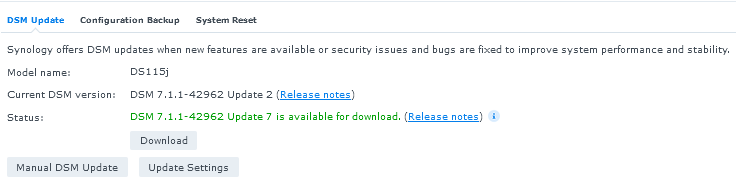 DSM Update Configuration Backup System Reset
Synology offers DSM updates when new features are available or security issues and bugs are fixed to improve system performance and stability.
Model name: DS115j
Current DSM version: DSM 7.1.1-42962 Update 2 (Release notes)
Status: DSM 7.1.1-42962 Update 7 is available for download. (Release notes) i
Download
Manual DSM Update Update Settings